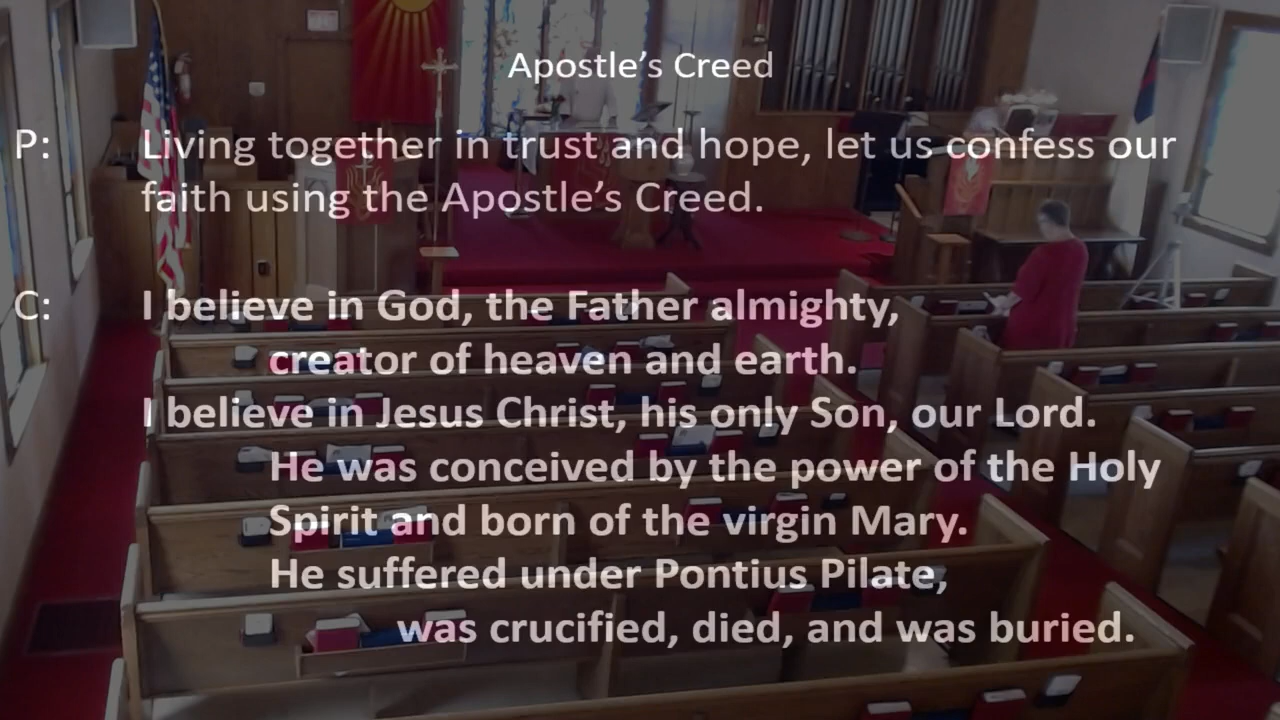 Apostle’s Creed
P: Living together in trust and hope, let us confess our
faith using the Apostle’s Creed.
C: I believe in God, the Father almighty,
creator of heaven and earth.
I believe in Jesus Christ, his only Son, our Lord.
He was conceived by the power of the Holy
Spirit and born of the virgin Mary.
He suffered under Pontius Pilate,
was crucified, died, and was buried.